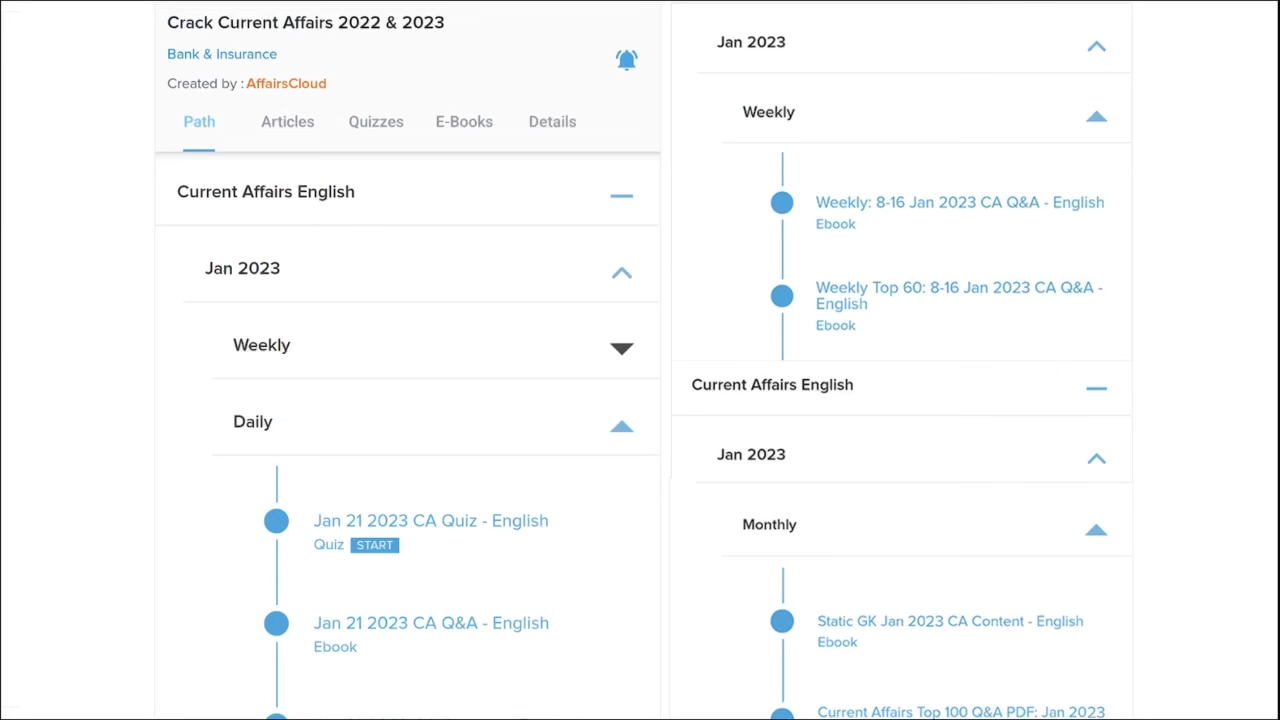 Crack Current Affairs 2022 & 2023
Bank & Insurance
Created by : AffairsCloud
Path Articles Quizzes E-Books Details
Current Affairs English
Jan 2023
Weekly
Daily
Jan 21 2023 CA Quiz - English
Quiz START
Jan 21 2023 CA Q&A - English
Ebook
Jan 2023
Weekly
Weekly: 8-16 Jan 2023 CA Q&A - English
Ebook
Weekly Top 60: 8-16 Jan 2023 CA Q&A -
English
Ebook
Current Affairs English
Jan 2023
Monthly
Static GK Jan 2023 CA Content - English
Ebook
Current Affairs Top 100 Q&A PDF: Jan 2023